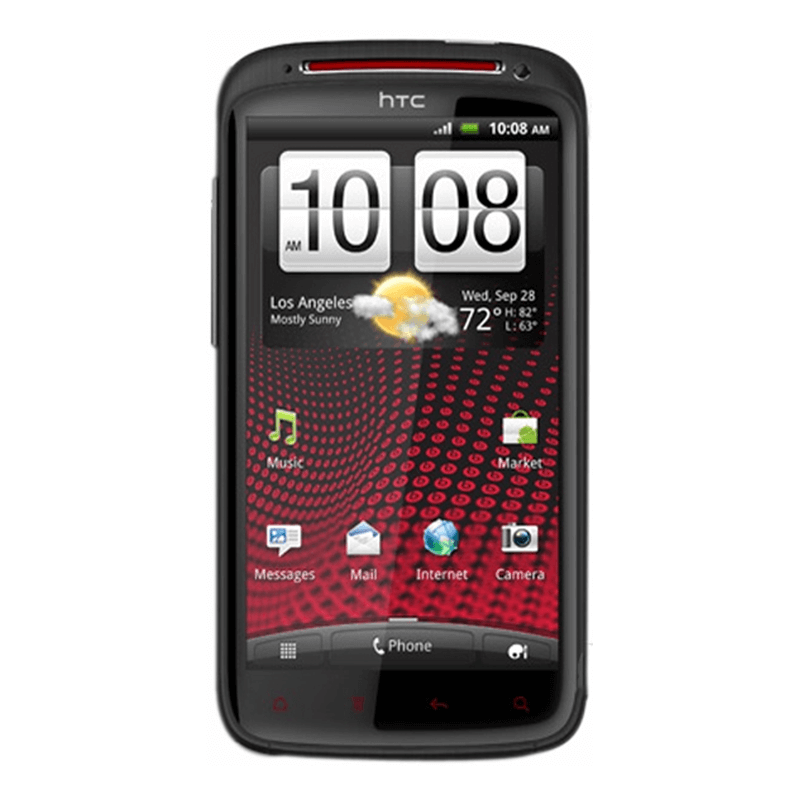 hTC
10:08 AM
AM 10 08
Los Angeles
Mostly Sunny
Wed, Sep 28
72° H: 82°
L: 63°
Music
Market
Messages Mail Internet Camera
Phone